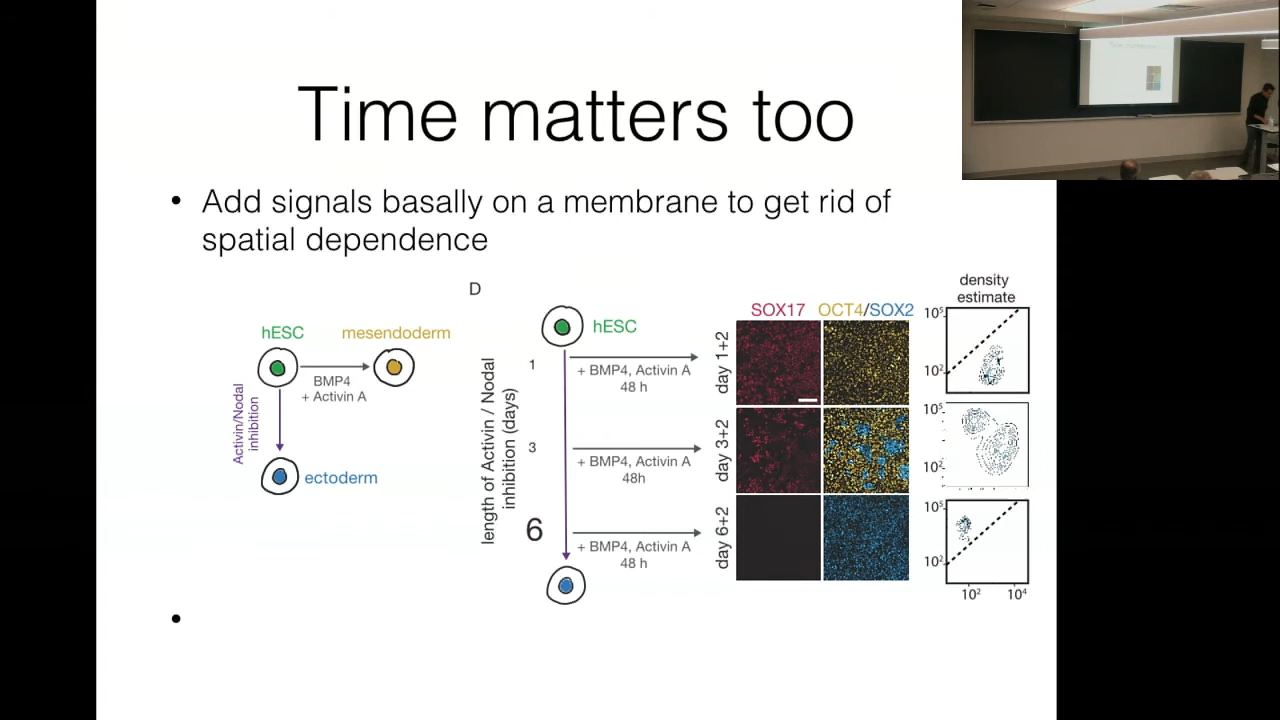 Time matters too
• Add signals basally on a membrane to get rid of
spatial dependence
hESC
mesendoderm
BMP4
+ Activin A
Activin/Nodal
inhibition
ectoderm
D
hESC
length of Activin / Nodal
inhibition (days)
1
+ BMP4, Activin A
48 h
3
+ BMP4, Activin A
48h
6
+ BMP4, Activin A
48 h
SOX17
OCT4/SOX2
day 1+2
day 3+2
day 6+2
density
estimate
10⁵
10²
10⁵
10²
10⁵
10²
10²
10⁴
•